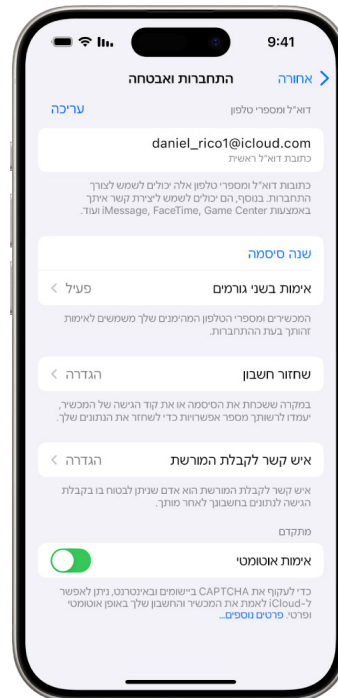 9:41
אחורה
התחברות ואבטחה
דוא"ל ומספרי טלפון
עריכה
daniel_rico1@icloud.com
כתובת דוא"ל ראשית
כתובות דוא"ל ומספרי טלפון אלה יכולים לשמש לצורך
התחברות. בנוסף, הם יכולים לשמש ליצירת קשר איתך
באמצעות iMessage, FaceTime, Game Center ועוד.
שנה סיסמה
אימות בשני גורמים
פעיל
המכשירים ומספרי הטלפון המהימנים שלך משמשים לאימות
זהותך בעת ההתחברות.
שחזור חשבון
הגדרה
במקרה ששכחת את הסיסמה או את קוד הגישה של המכשיר,
יעמדו לרשותך מספר אפשרויות כדי לשחזר את הנתונים שלך.
איש קשר לקבלת המורשת
הגדרה
איש קשר לקבלת המורשת הוא אדם שניתן לבטוח בו בקבלת
הגישה לנתונים בחשבונך לאחר מותך.
מתקדם
אימות אוטומטי
כדי לעקוף את CAPTCHA ביישומים ובאינטרנט, ניתן לאפשר
ל-iCloud לאמת את המכשיר והחשבון שלך באופן אוטומטי
ופרטי. פרטים נוספים...